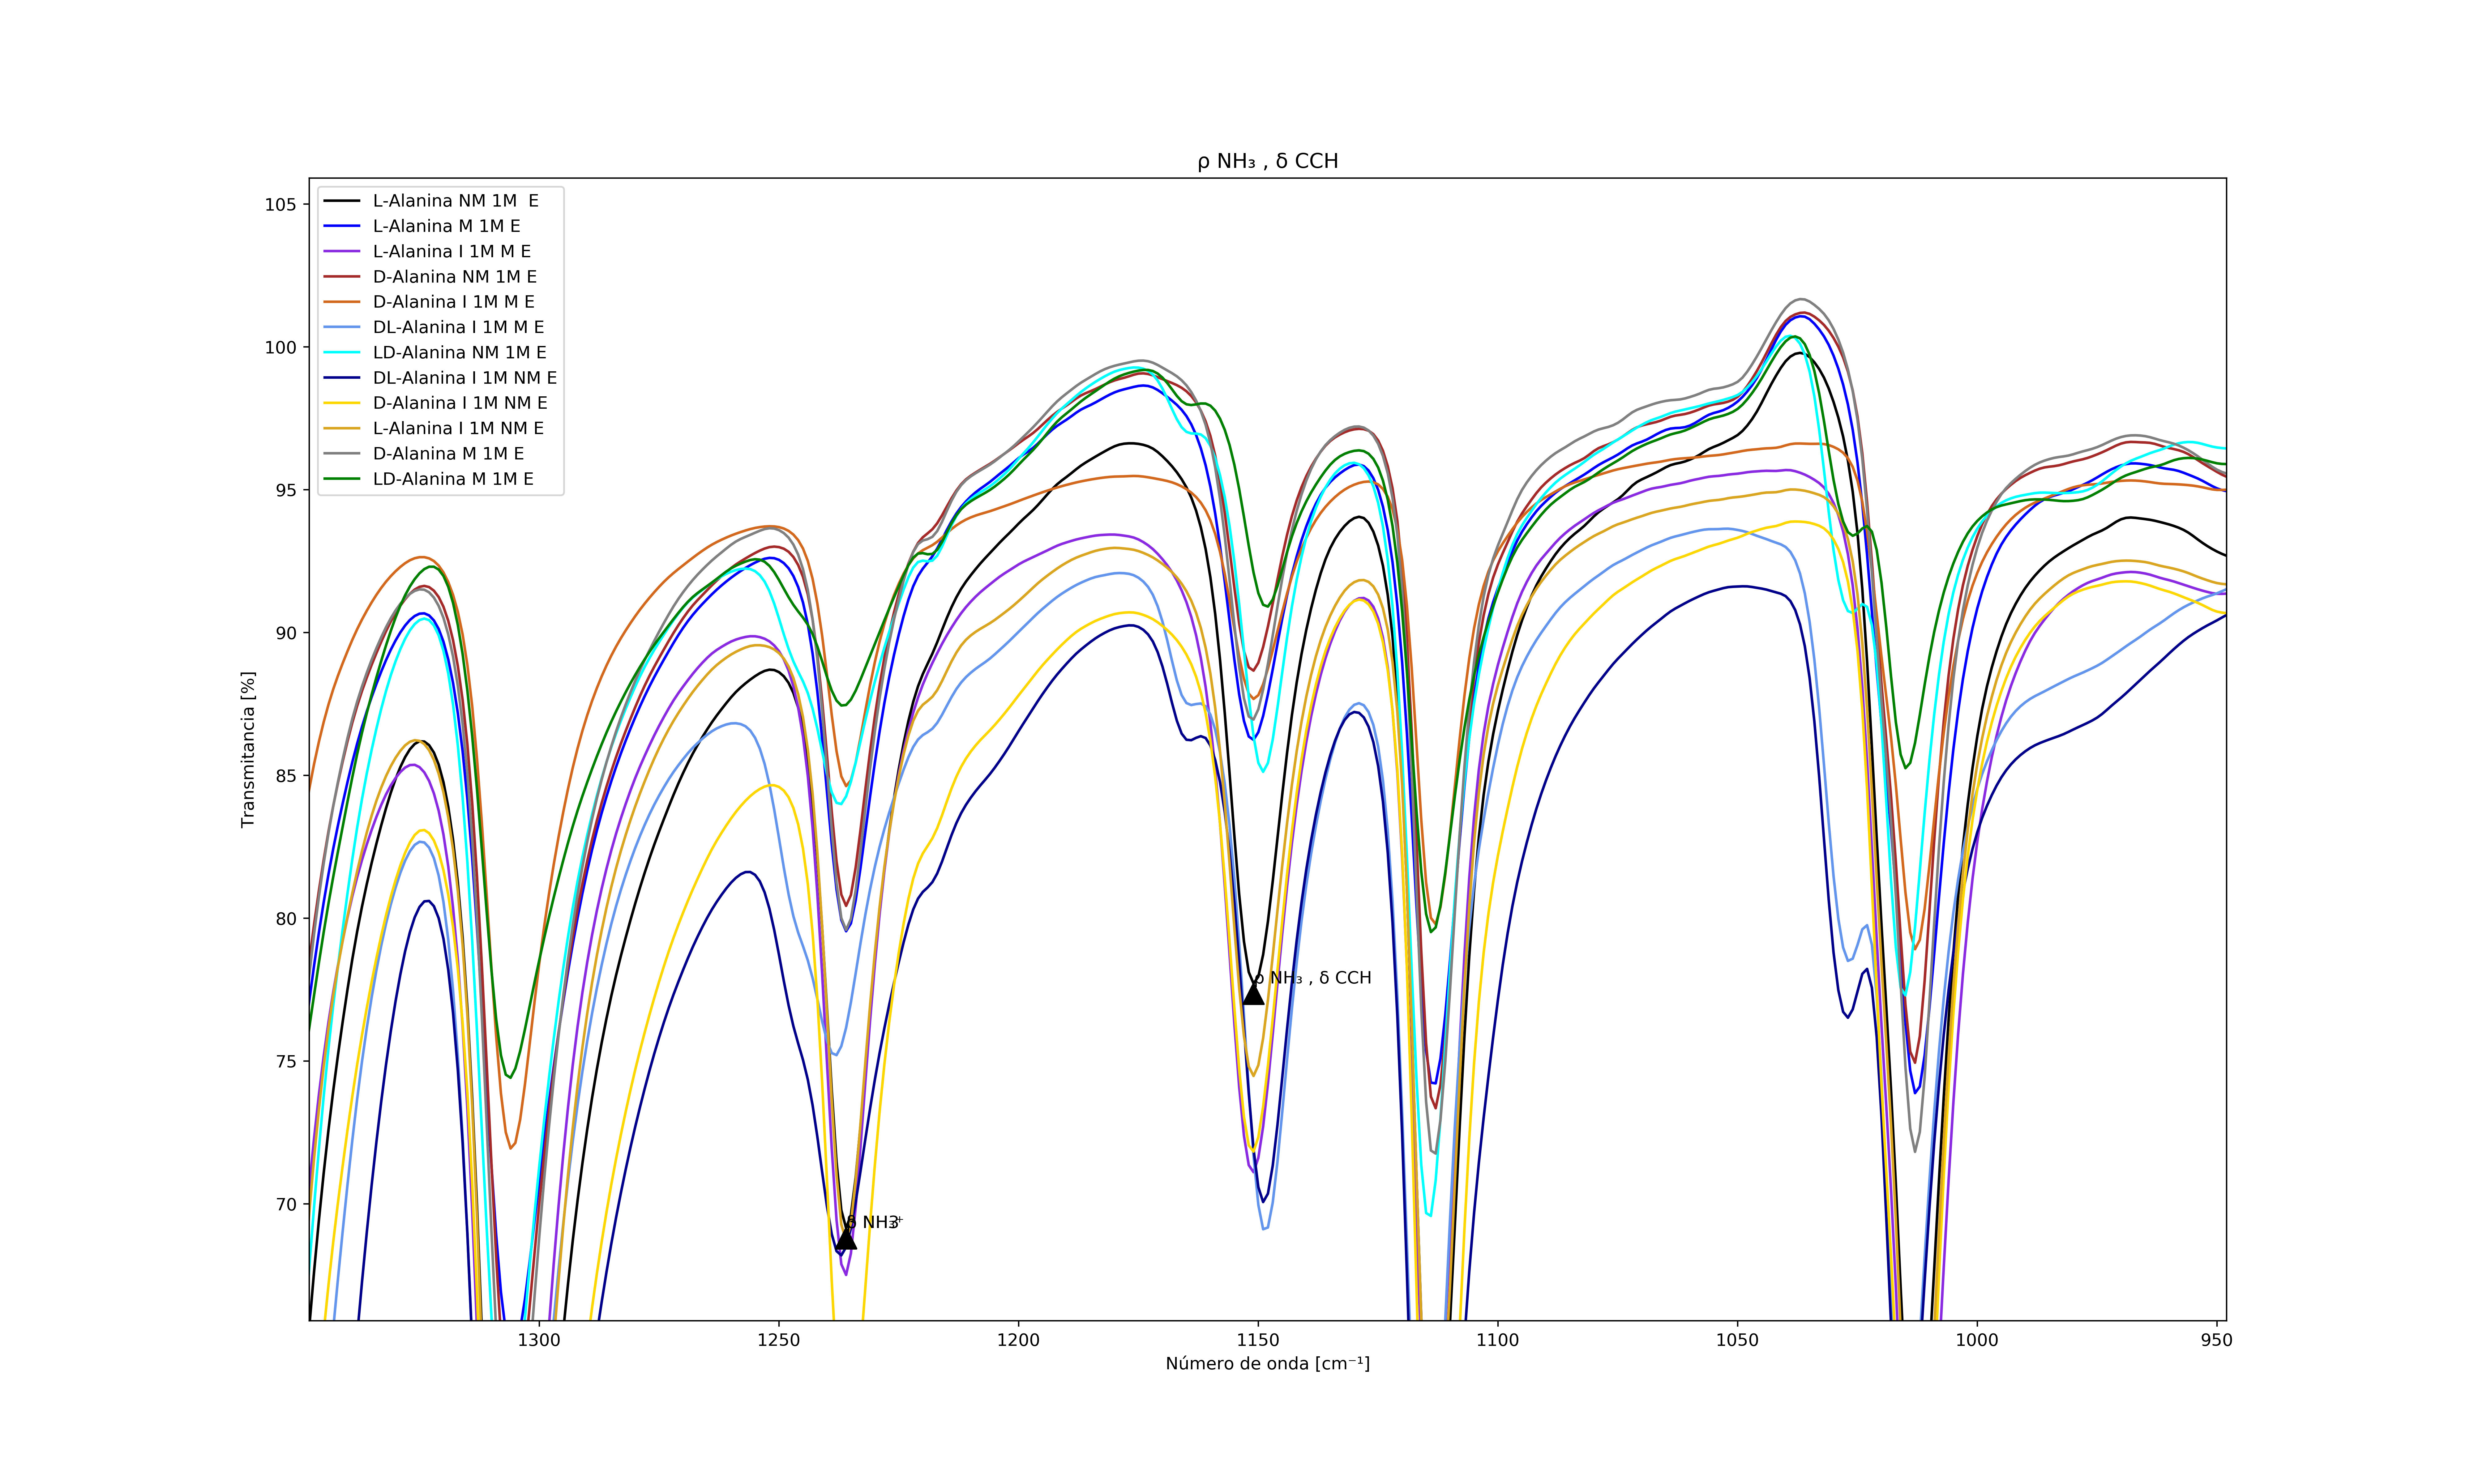 ρ NH₃ , δ CCH
L-Alanina NM 1M  E
L-Alanina M 1M E
L-Alanina I 1M M E
D-Alanina NM 1M E
D-Alanina I 1M M E
DL-Alanina I 1M M E
LD-Alanina NM 1M E
DL-Alanina I 1M NM E
D-Alanina I 1M NM E
L-Alanina I 1M NM E
D-Alanina M 1M E
LD-Alanina M 1M E
105
100
95
90
85
80
75
70
Transmitancia [%]
ρ NH₃ , δ CCH
1300
1250
1200
1150
1100
1050
1000
950
Número de onda [cm⁻¹]